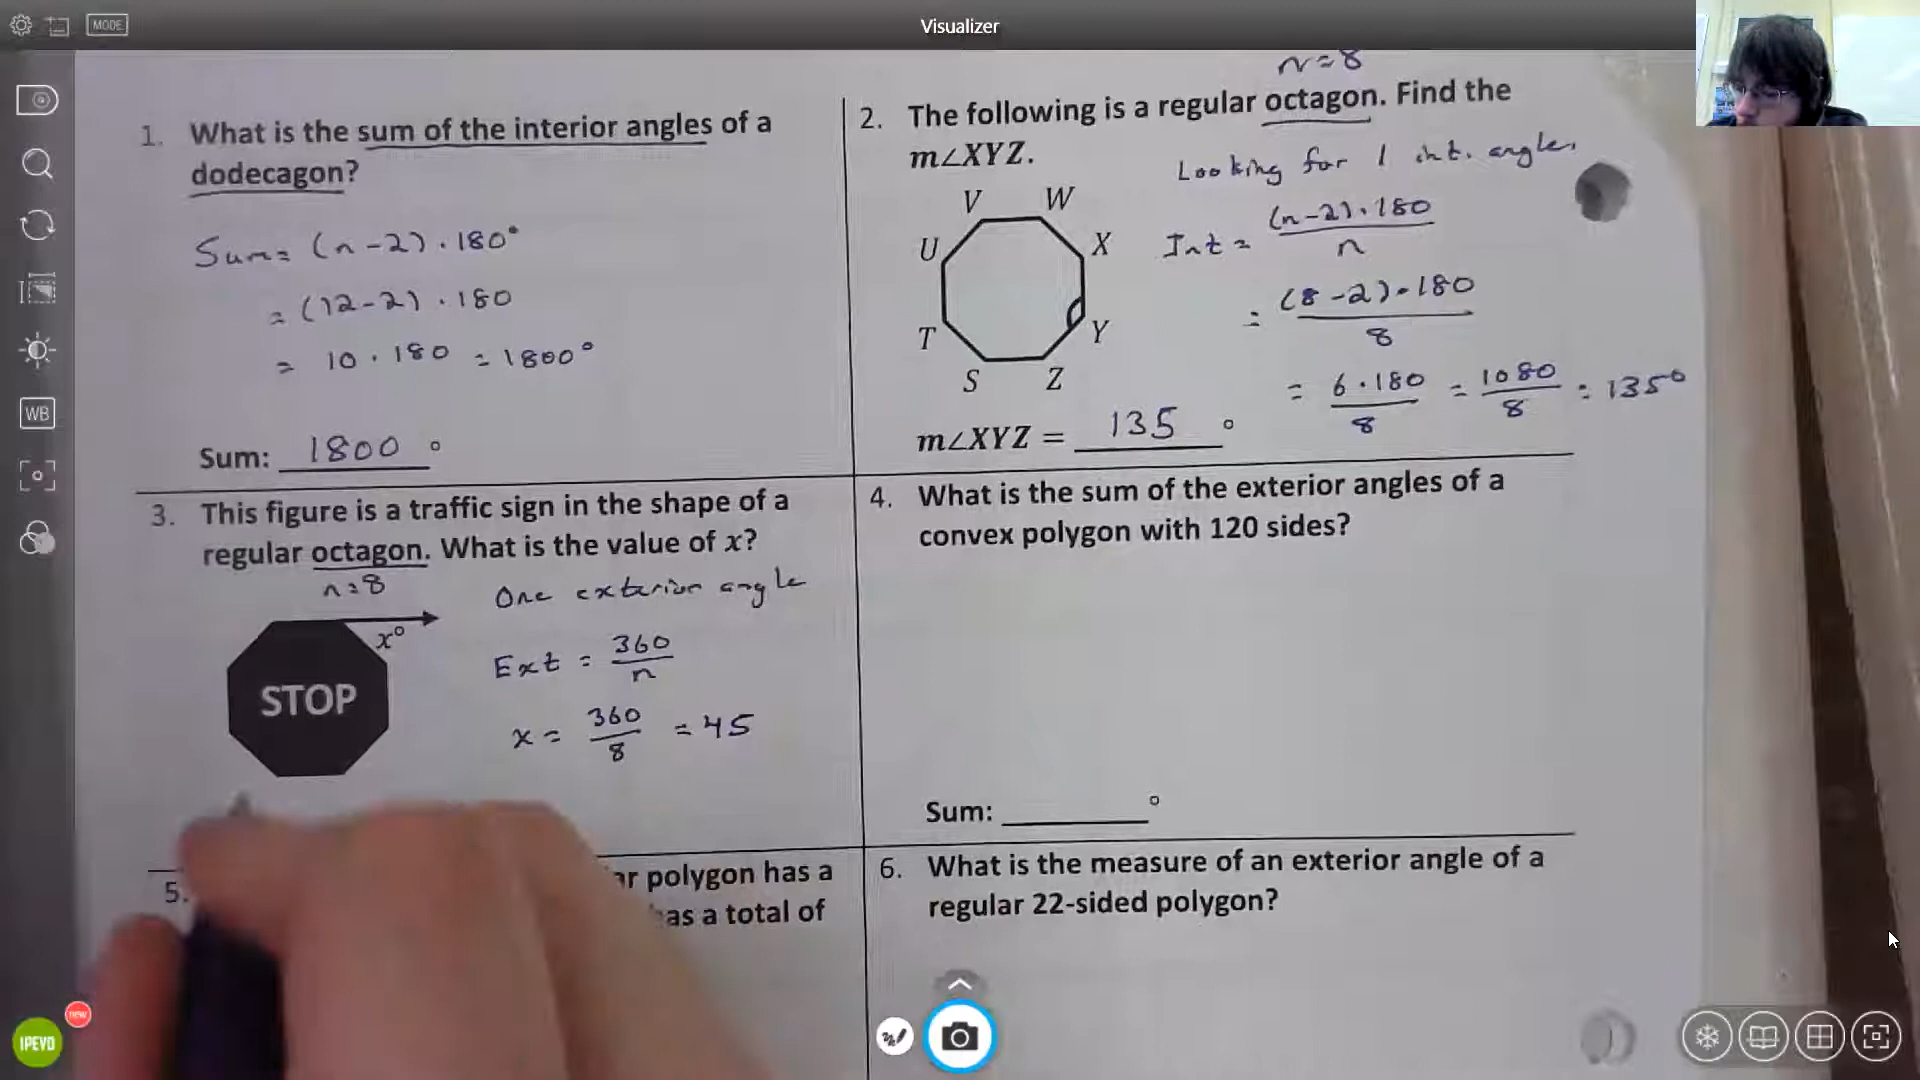 MODE
Visualizer
WB
1. What is the sum of the interior angles of a
dodecagon?
Sum = (n-2) · 180°
= (12-2) · 180
= 10 · 180 = 1800°
Sum: 1800 °
n=8
2. The following is a regular octagon. Find the
m∠XYZ.
Looking for 1 int. angle.
V W
U X
T Y
S Z
Int = (n-2)·180 / n
= (8-2)·180 / 8
= 6·180 / 8 = 1080 / 8 = 135°
m∠XYZ = 135 °
3. This figure is a traffic sign in the shape of a
regular octagon. What is the value of x?
n=8
x°
STOP
One exterior angle
Ext = 360 / n
x = 360 / 8 = 45
4. What is the sum of the exterior angles of a
convex polygon with 120 sides?
Sum: ________ °
5.
polygon has a
has a total of
6. What is the measure of an exterior angle of a
regular 22-sided polygon?
IPEVO
new